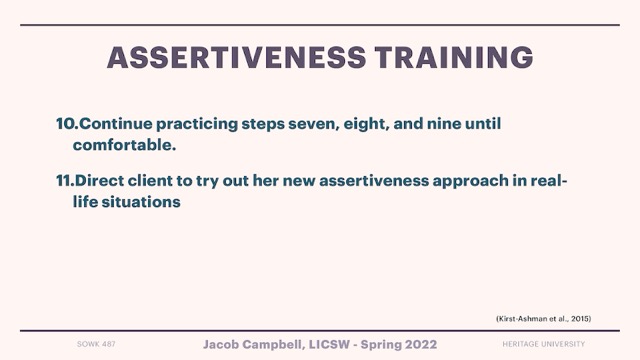 ASSERTIVENESS TRAINING
10.Continue practicing steps seven, eight, and nine until
comfortable.
11.Direct client to try out her new assertiveness approach in real-
life situations
(Kirst-Ashman et al., 2015)
SOWK 487
Jacob Campbell, LICSW - Spring 2022
HERITAGE UNIVERSITY